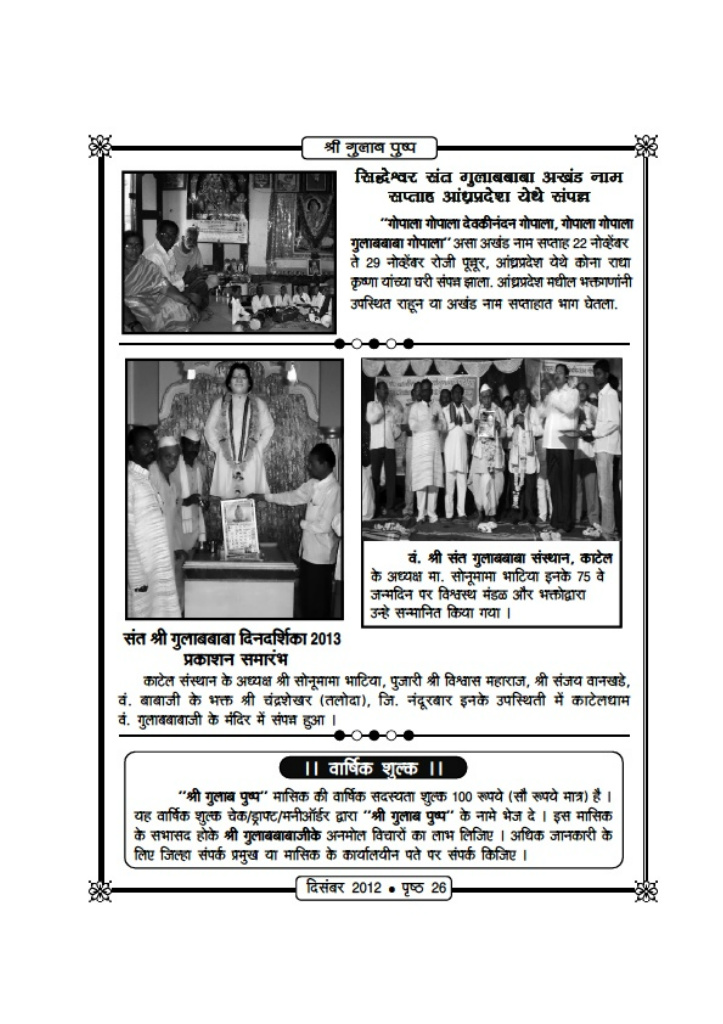 श्री गुलाब पुष्प
सिद्धेश्वर संत गुलाबबाबा अखंड नाम
सप्ताह आंध्रप्रदेश येथे संपन्न
“गोपाला गोपाला देवकीनंदन गोपाला, गोपाला गोपाला
गुलाबबाबा गोपाला” असा अखंड नाम सप्ताह 22 नोव्हेंबर
ते 29 नोव्हेंबर रोजी पूलूर, आंध्रप्रदेश येथे कोना राधा
कृष्णा यांच्या घरी संपन्न झाला. आंध्रप्रदेश मधील भक्तगणांनी
उपस्थित राहून या अखंड नाम सप्ताहात भाग घेतला.
वं. श्री संत गुलाबबाबा संस्थान, काटेल
के अध्यक्ष मा. सोनूमामा भाटिया इनके 75 वे
जन्मदिन पर विश्वस्थ मंडळ और भक्तोद्वारा
उन्हे सन्मानित किया गया ।
संत श्री गुलाबबाबा दिनदर्शिका 2013
प्रकाशन समारंभ
काटेल संस्थान के अध्यक्ष श्री सोनूमामा भाटिया, पुजारी श्री विश्वास महाराज, श्री संजय वानखडे,
वं. बाबाजी के भक्त श्री चंद्रशेखर (तलोदा), जि. नंदूरबार इनके उपस्थिती में काटेलधाम
वं. गुलाबबाबाजी के मंदिर में संपन्न हुआ ।
।। वार्षिक शुल्क ।।
“श्री गुलाब पुष्प” मासिक की वार्षिक सदस्यता शुल्क 100 रूपये (सौ रूपये मात्र) है ।
यह वार्षिक शुल्क चेक/ड्राफ्ट/मनीऑर्डर द्वारा “श्री गुलाब पुष्प” के नामे भेज दे । इस मासिक
के सभासद होके श्री गुलाबबाबाजीके अनमोल विचारों का लाभ लिजिए । अधिक जानकारी के
लिए जिल्हा संपर्क प्रमुख या मासिक के कार्यालयीन पते पर संपर्क किजिए ।
दिसंबर 2012 ● पृष्ठ 26